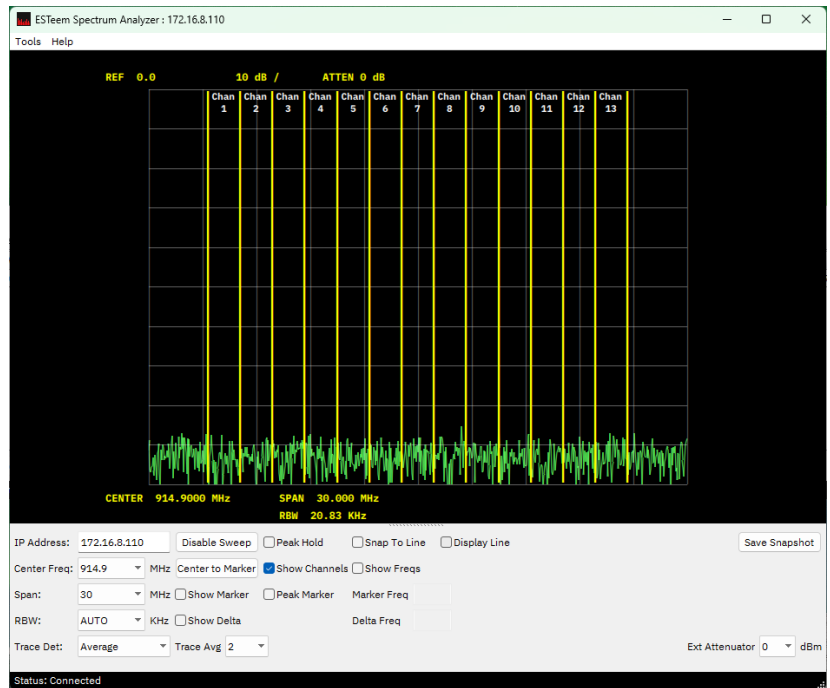 ESTeem Spectrum Analyzer : 172.16.8.110
Tools Help
REF 0.0 10 dB / ATTEN 0 dB
Chan Chan Chan Chan Chan Chan Chan Chan Chan Chan Chan Chan Chan
1 2 3 4 5 6 7 8 9 10 11 12 13
CENTER 914.9000 MHz SPAN 30.000 MHz
RBW 20.83 KHz
IP Address: 172.16.8.110 Disable Sweep Peak Hold Snap To Line Display Line Save Snapshot
Center Freq: 914.9 MHz Center to Marker Show Channels Show Freqs
Span: 30 MHz Show Marker Peak Marker Marker Freq
RBW: AUTO KHz Show Delta Delta Freq
Trace Det: Average Trace Avg 2 Ext Attenuator 0 dBm
Status: Connected